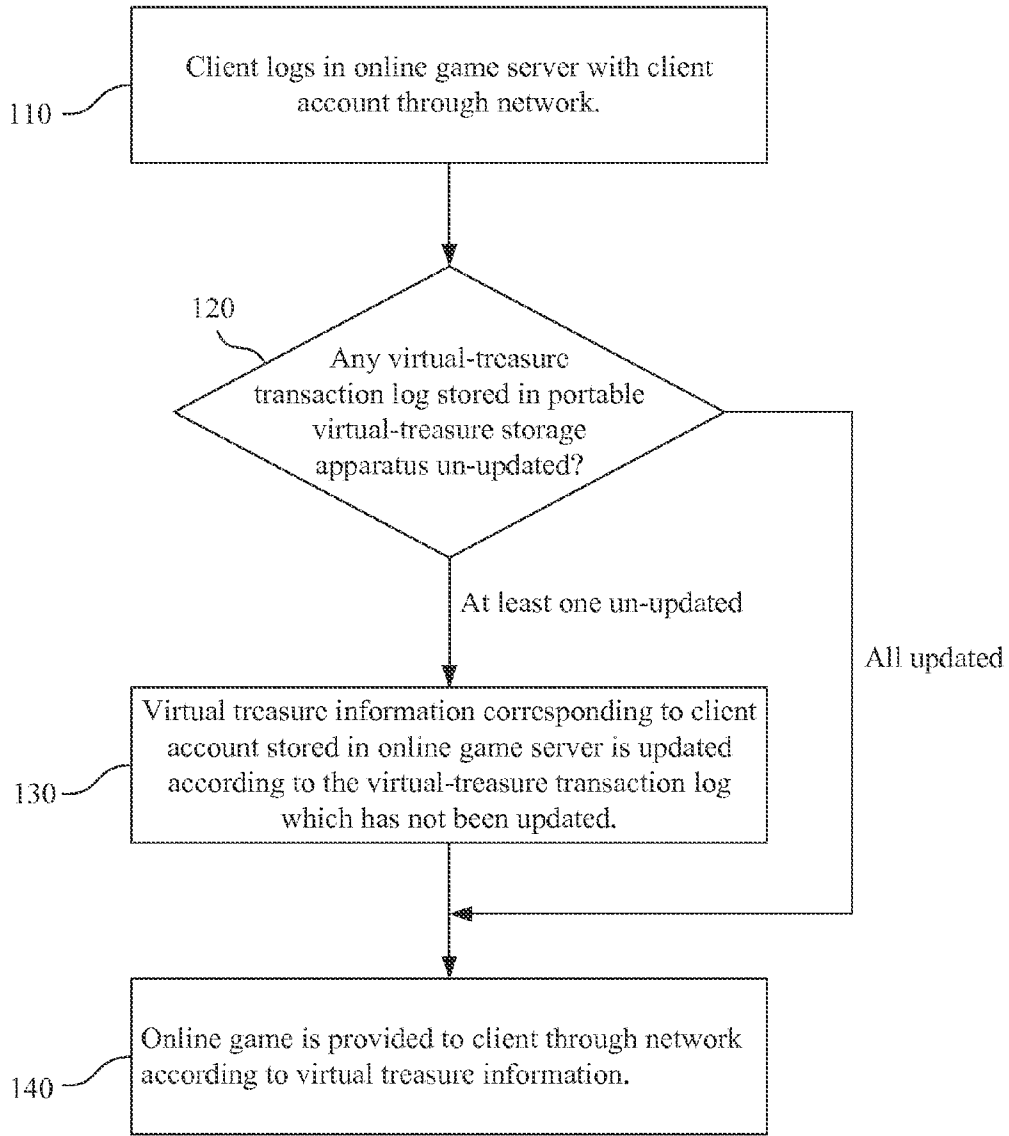 Client logs in online game server with client
account through network.
110
120
Any virtual-treasure
transaction log stored in portable
virtual-treasure storage
apparatus un-updated?
At least one un-updated
All updated
Virtual treasure information corresponding to client
account stored in online game server is updated
according to the virtual-treasure transaction log
which has not been updated.
130
Online game is provided to client through network
according to virtual treasure information.
140